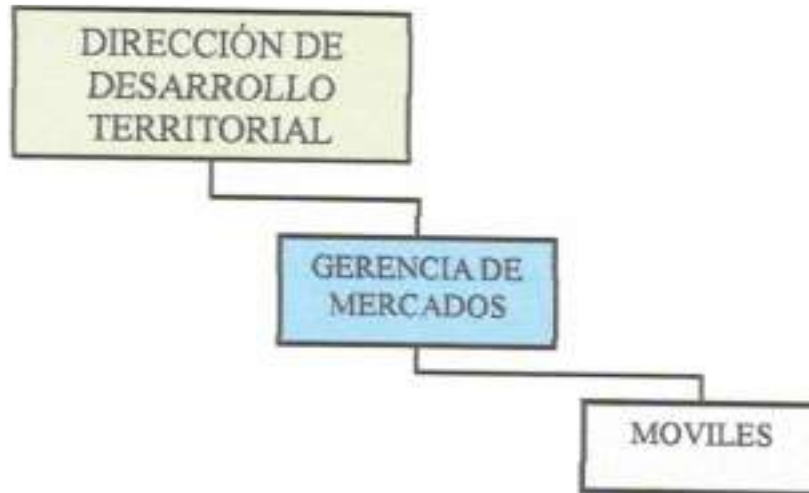 DIRECCIÓN DE
DESARROLLO
TERRITORIAL
GERENCIA DE
MERCADOS
MOVILES